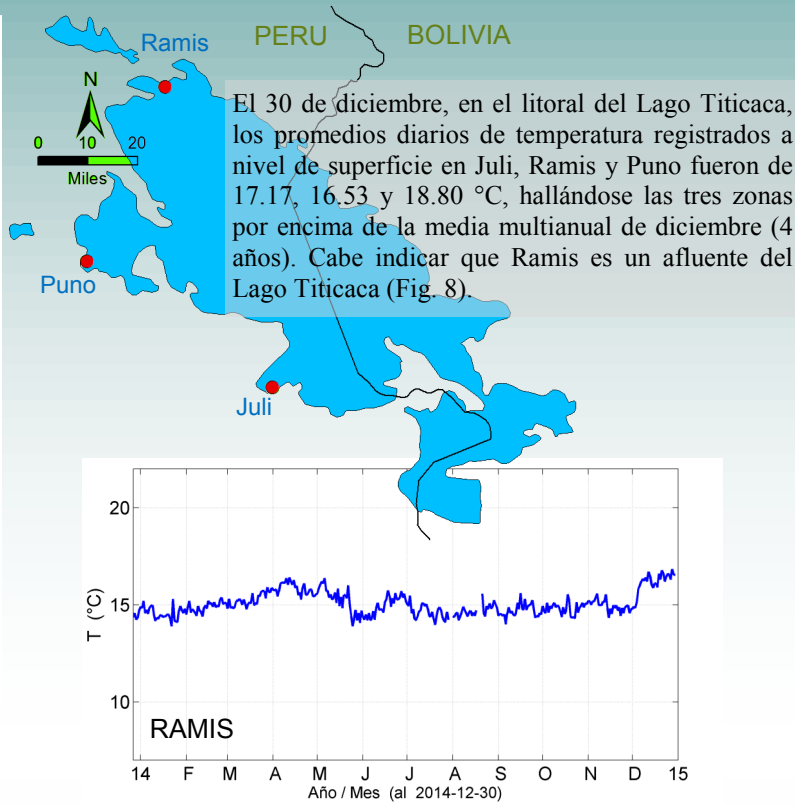 Ramis
PERU
BOLIVIA
N
0 10 20
Miles
El 30 de diciembre, en el litoral del Lago Titicaca,
los promedios diarios de temperatura registrados a
nivel de superficie en Juli, Ramis y Puno fueron de
17.17, 16.53 y 18.80 °C, hallándose las tres zonas
por encima de la media multianual de diciembre (4
años). Cabe indicar que Ramis es un afluente del
Lago Titicaca (Fig. 8).
Puno
Juli
20
15
10
T (°C)
RAMIS
14 F M A M J J A S O N D 15
Año / Mes (al 2014-12-30)